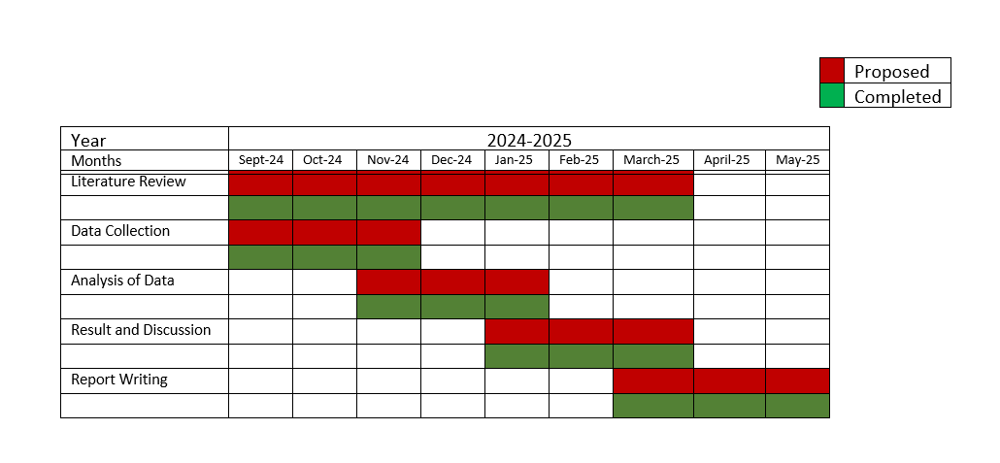 Proposed
Completed
Year 2024-2025
Months Sept-24 Oct-24 Nov-24 Dec-24 Jan-25 Feb-25 March-25 April-25 May-25
Literature Review
Data Collection
Analysis of Data
Result and Discussion
Report Writing